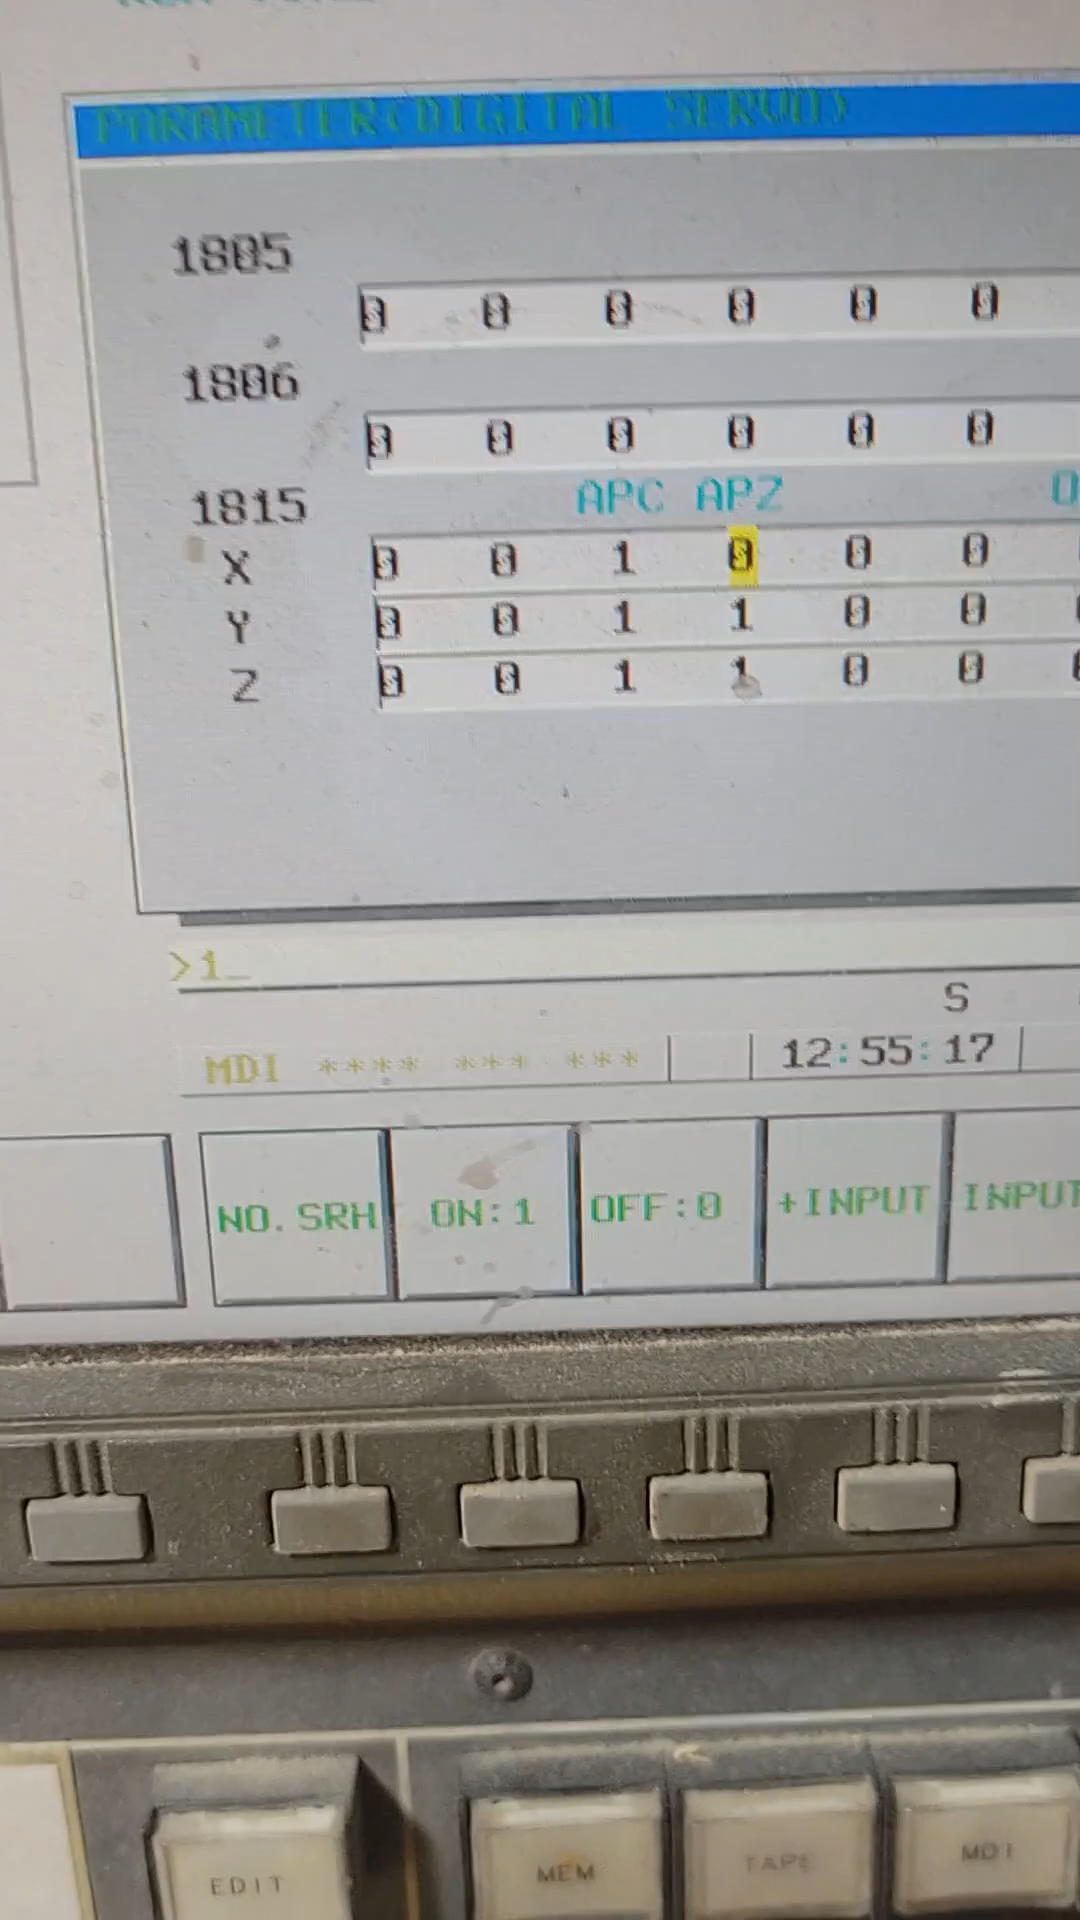 PARAMETER(DIGITAL SERVO)
1805
0 0 0 0 0 0
1806
0 0 0 0 0 0
1815 APC APZ
X 0 0 1 0 0 0
Y 0 0 1 1 0 0
Z 0 0 1 1 0 0
>1_
S
MDI **** *** *** 12:55:17
NO.SRH ON:1 OFF:0 +INPUT INPUT
EDIT MEM TAPE MDI